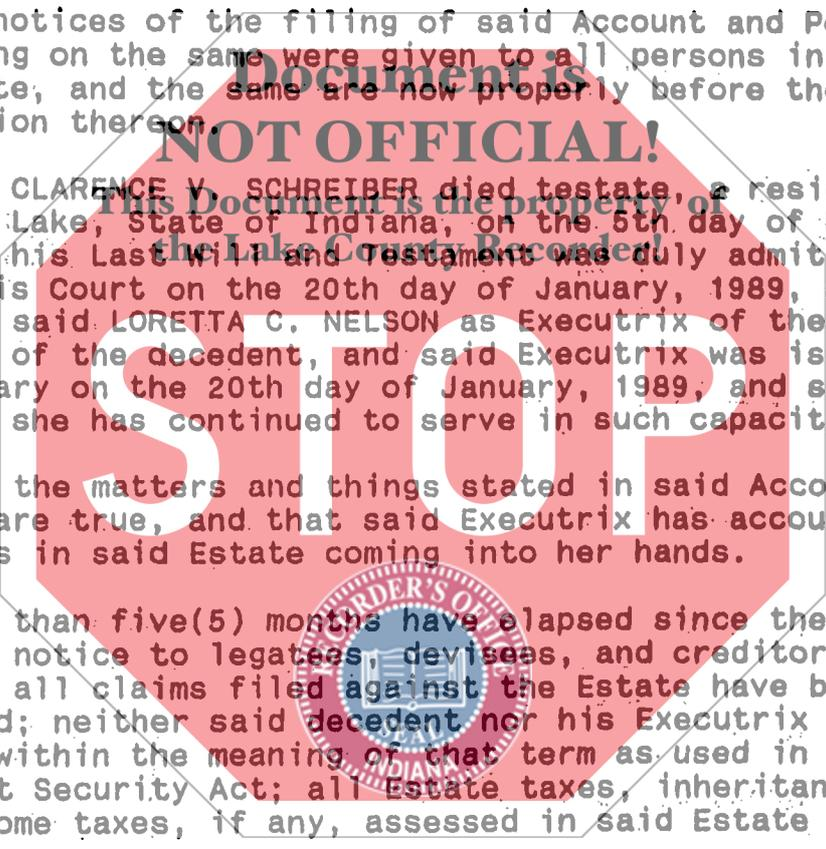 notices of the filing of said Account and P
ng on the same were given to all persons in
Document is
te, and the same are now properly before th
ion thereon.
NOT OFFICIAL!
CLARENCE V. SCHREIBER died testate, a resi
This Document is the property of
Lake, State of Indiana, on the 5th day of
the Lake County Recorder!
his Last Will and Testament was duly admit
is Court on the 20th day of January, 1989,
said LORETTA C. NELSON as Executrix of the
STOP
of the decedent, and said Executrix was is
ary on the 20th day of January, 1989, and s
she has continued to serve in such capacit
the matters and things stated in said Acco
are true, and that said Executrix has accou
s in said Estate coming into her hands.
than five(5) months have elapsed since the
RECORDER'S OFFICE
notice to legatees, devisees, and creditor
all claims filed against the Estate have b
d; neither said decedent nor his Executrix
SEAL
within the meaning of that term as used in
INDIANA
t Security Act; all Estate taxes, inheritan
ome taxes, if any, assessed in said Estate